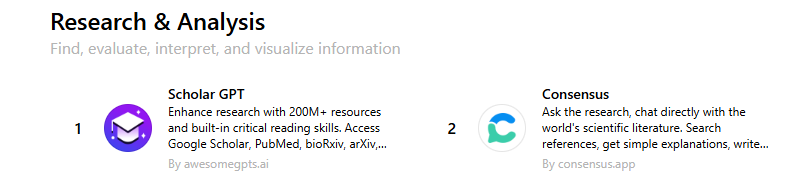 Research & Analysis
Find, evaluate, interpret, and visualize information
1
Scholar GPT
Enhance research with 200M+ resources
and built-in critical reading skills. Access
Google Scholar, PubMed, bioRxiv, arXiv,...
By awesomegpts.ai
2
Consensus
Ask the research, chat directly with the
world's scientific literature. Search
references, get simple explanations, write...
By consensus.app